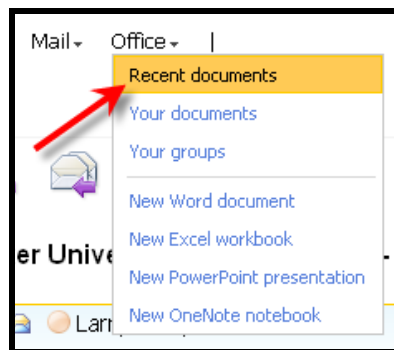 Mail Office |
Recent documents
Your documents
Your groups
New Word document
New Excel workbook
er Unive
New PowerPoint presentation
New OneNote notebook
Larr